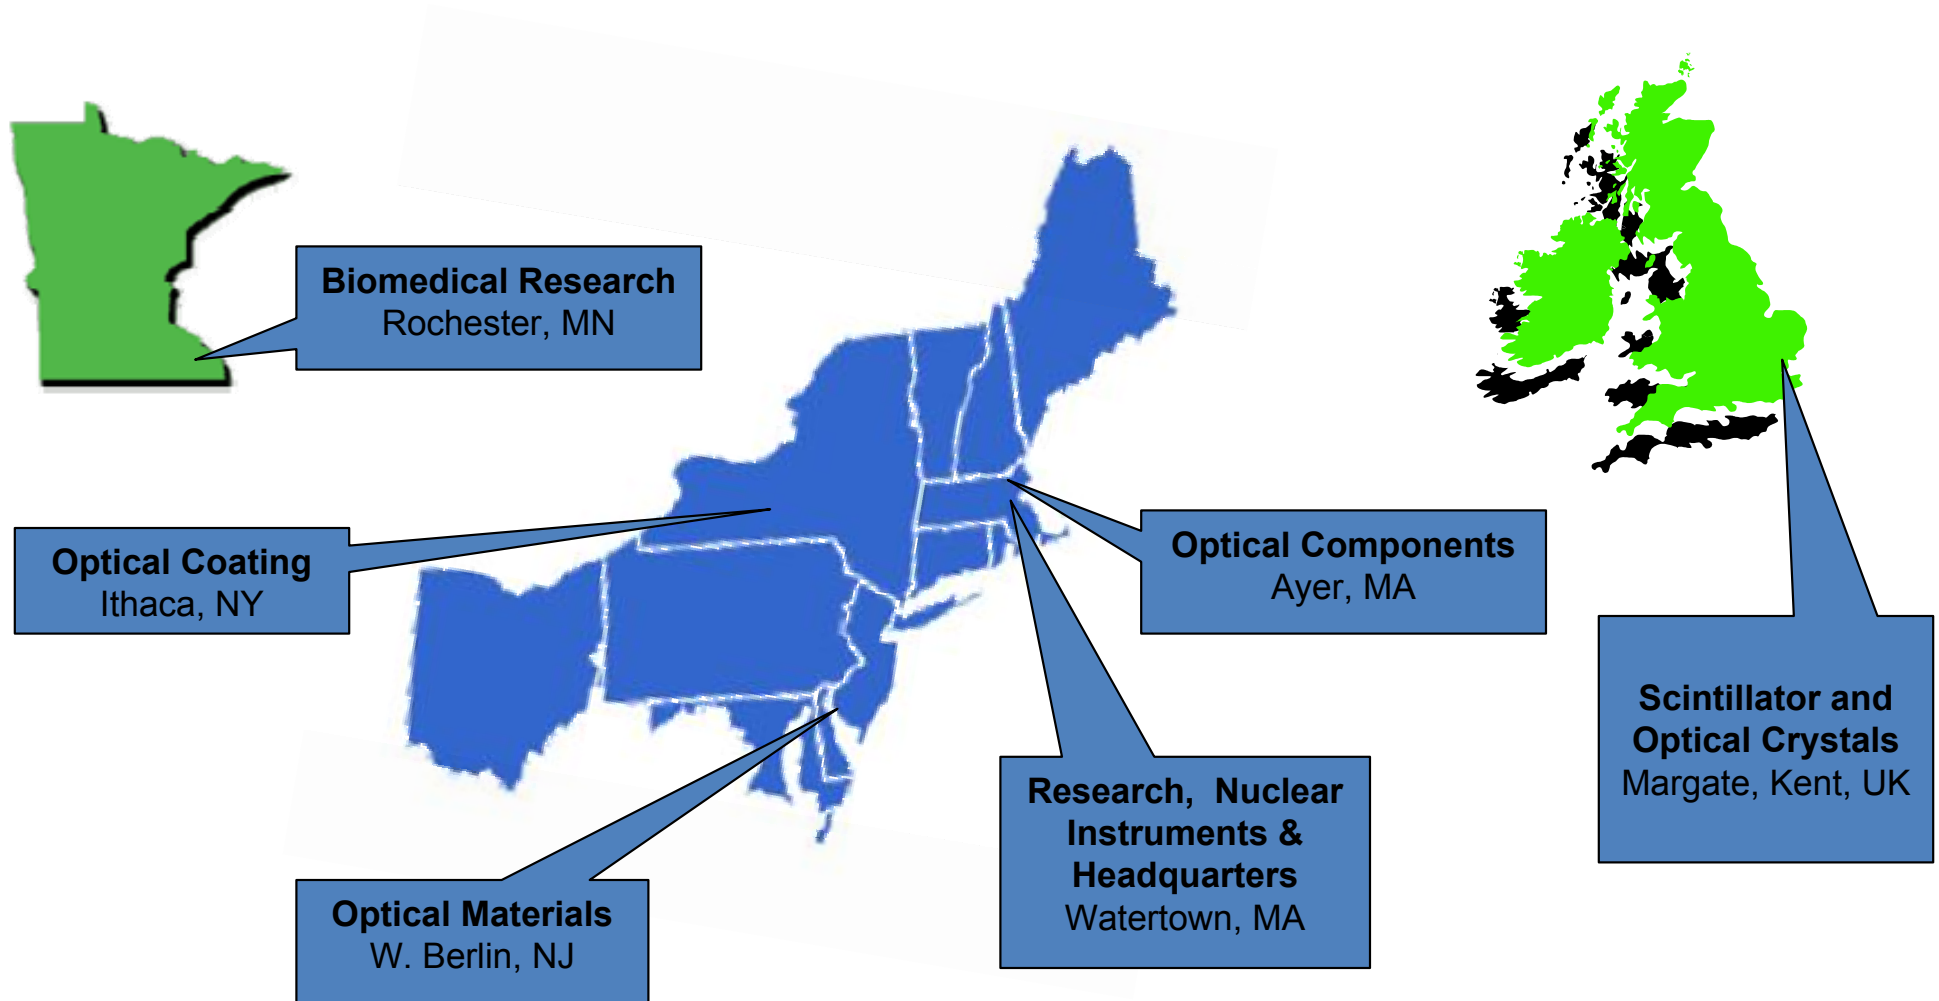 Biomedical Research
Rochester, MN
Optical Coating
Ithaca, NY
Optical Components
Ayer, MA
Scintillator and
Optical Crystals
Margate, Kent, UK
Research,  Nuclear
Instruments &
Headquarters
Watertown, MA
Optical Materials
W. Berlin, NJ